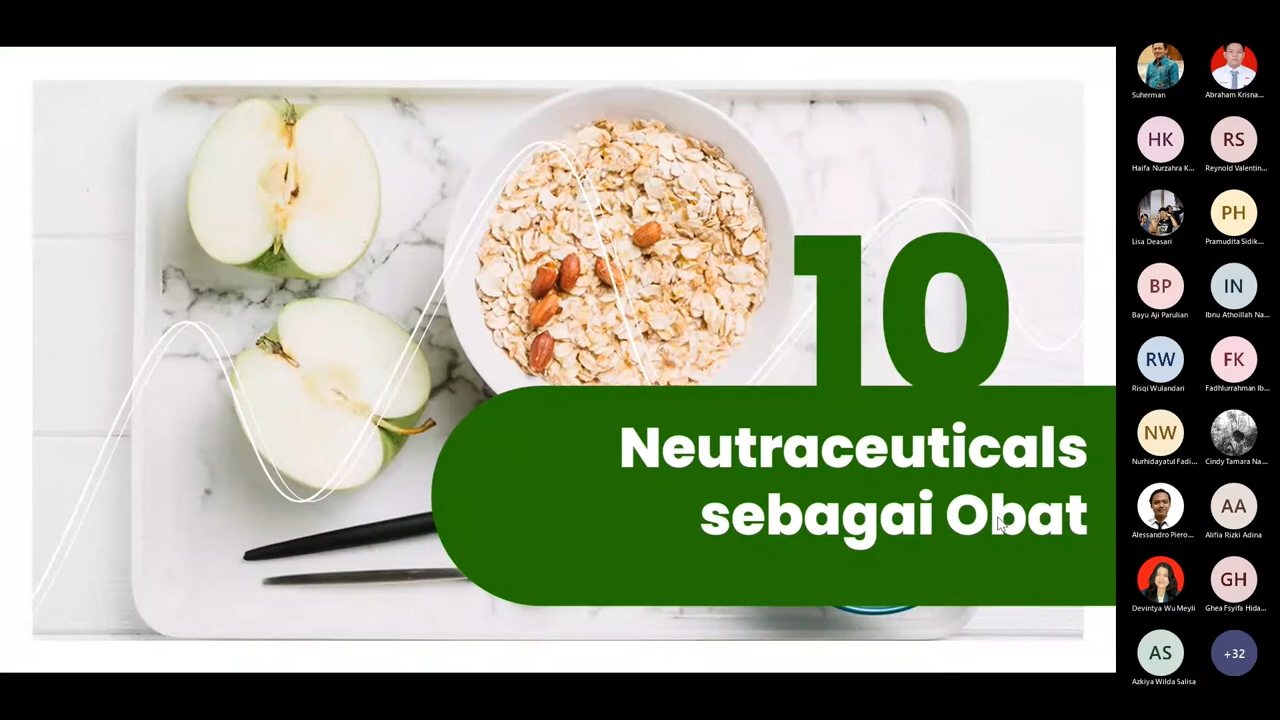 10
Neutraceuticals
sebagai Obat
Suherman
Abraham Krisna...
HK
Haifa Nurzahra K...
RS
Reynold Valentin...
Lisa Deasari
PH
Pramudita Sidik...
BP
Bayu Aji Parulian
IN
Ibnu Athoillah Na...
RW
Risqi Wulandari
FK
Fadhlurrahman Ib...
NW
Nurhidayatul Fadi...
Cindy Tamara Na...
Alessandro Piero...
AA
Alifia Rizki Adina
Devintya Wu Meyli
GH
Ghea Fsyifa Hida...
AS
Azkiya Wilda Salisa
+32